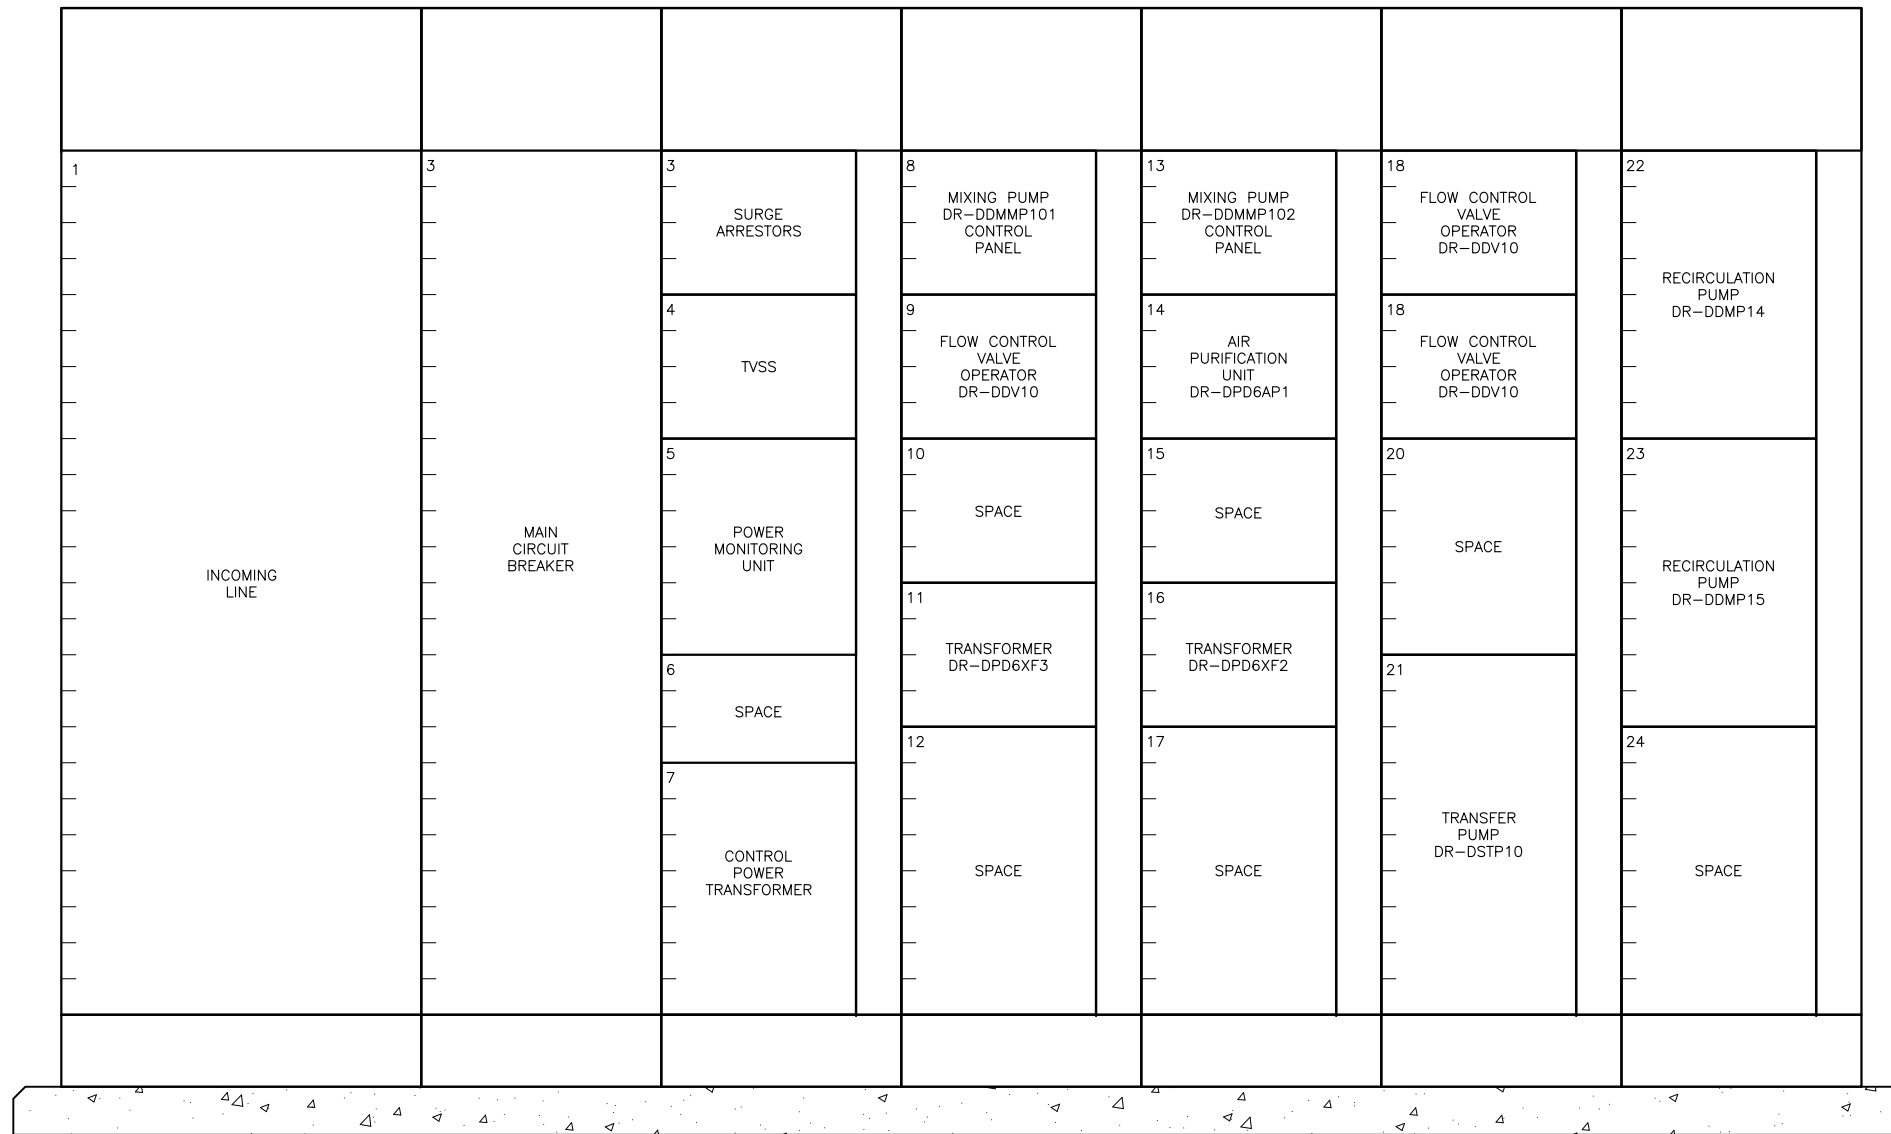 1
INCOMING
LINE
3
MAIN
CIRCUIT
BREAKER
3
SURGE
ARRESTORS
4
TVSS
5
POWER
MONITORING
UNIT
6
SPACE
7
CONTROL
POWER
TRANSFORMER
8
MIXING PUMP
DR-DDMMP101
CONTROL
PANEL
9
FLOW CONTROL
VALVE
OPERATOR
DR-DDV10
10
SPACE
11
TRANSFORMER
DR-DPD6XF3
12
SPACE
13
MIXING PUMP
DR-DDMMP102
CONTROL
PANEL
14
AIR
PURIFICATION
UNIT
DR-DPD6AP1
15
SPACE
16
TRANSFORMER
DR-DPD6XF2
17
SPACE
18
FLOW CONTROL
VALVE
OPERATOR
DR-DDV10
18
FLOW CONTROL
VALVE
OPERATOR
DR-DDV10
20
SPACE
21
TRANSFER
PUMP
DR-DSTP10
22
RECIRCULATION
PUMP
DR-DDMP14
23
RECIRCULATION
PUMP
DR-DDMP15
24
SPACE